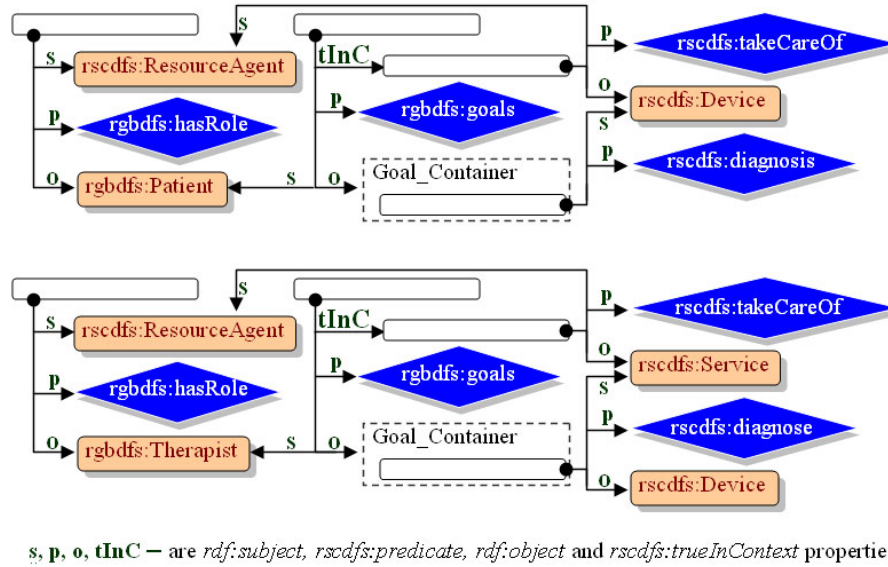 s p rscdfs:takeCareOf
s rscdfs:ResourceAgent tInC o rscdfs:Device
p rgbdfs:hasRole p rgbdfs:goals s
o rgbdfs:Patient s o Goal_Container p rscdfs:diagnosis
s p rscdfs:takeCareOf
s rscdfs:ResourceAgent tInC o rscdfs:Service
p rgbdfs:hasRole p rgbdfs:goals s
o rgbdfs:Therapist s o Goal_Container p rscdfs:diagnose
o rscdfs:Device
s, p, o, tInC – are rdf:subject, rscdfs:predicate, rdf:object and rscdfs:trueInContext propertie